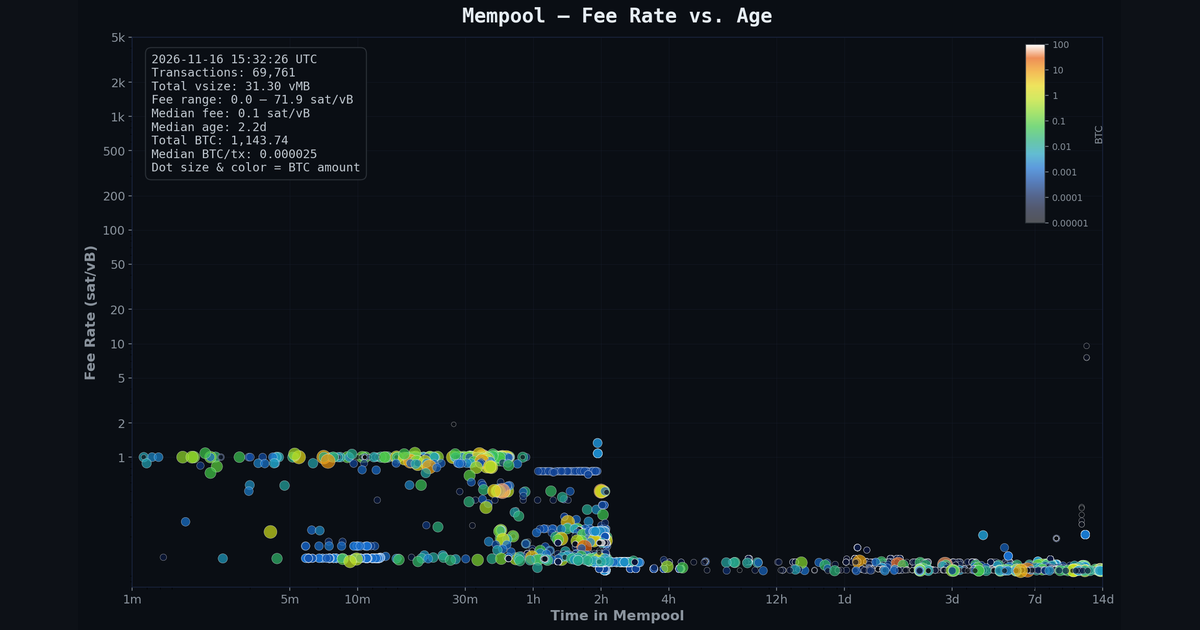 Mempool — Fee Rate vs. Age
2026-11-16 15:32:26 UTC
Transactions: 69,761
Total vsize: 31.30 vMB
Fee range: 0.0 – 71.9 sat/vB
Median fee: 0.1 sat/vB
Median age: 2.2d
Total BTC: 1,143.74
Median BTC/tx: 0.000025
Dot size & color = BTC amount
100
10
1
0.1
0.01
0.001
0.0001
0.00001
BTC
Fee Rate (sat/vB)
5k
2k
1k
500
200
100
50
20
10
5
2
1
1m
5m
10m
30m
1h
2h
4h
12h
1d
3d
7d
14d
Time in Mempool